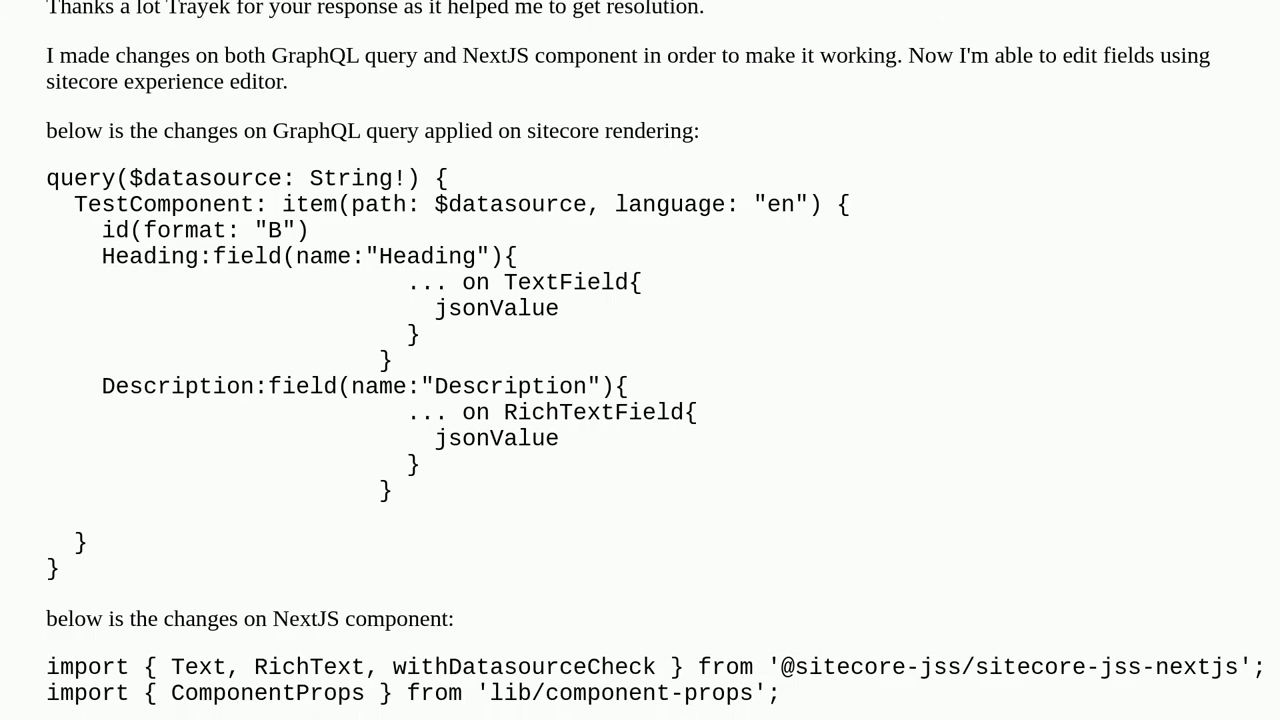 Thanks a lot Trayek for your response as it helped me to get resolution.
I made changes on both GraphQL query and NextJS component in order to make it working. Now I'm able to edit fields using
sitecore experience editor.
below is the changes on GraphQL query applied on sitecore rendering:
query($datasource: String!) {
  TestComponent: item(path: $datasource, language: "en") {
    id(format: "B")
    Heading:field(name:"Heading"){
                          ... on TextField{
                            jsonValue
                          }
                        }
    Description:field(name:"Description"){
                          ... on RichTextField{
                            jsonValue
                          }
                        }
  }
}
below is the changes on NextJS component:
import { Text, RichText, withDatasourceCheck } from '@sitecore-jss/sitecore-jss-nextjs';
import { ComponentProps } from 'lib/component-props';